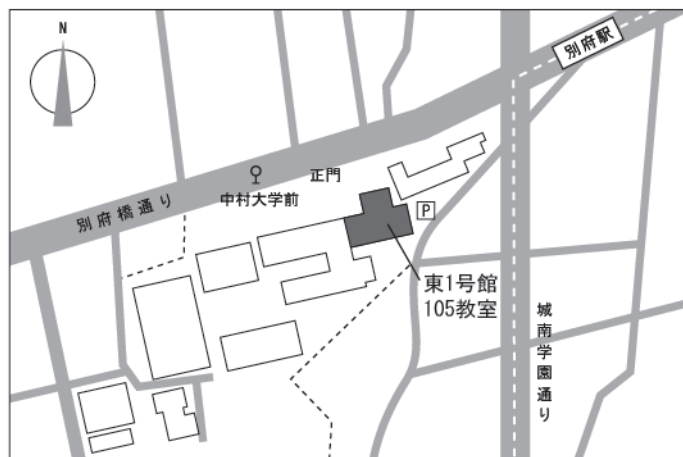 N
別府駅
正門
中村大学前
別府橋通り
P
東1号館
105教室
城南学園通り